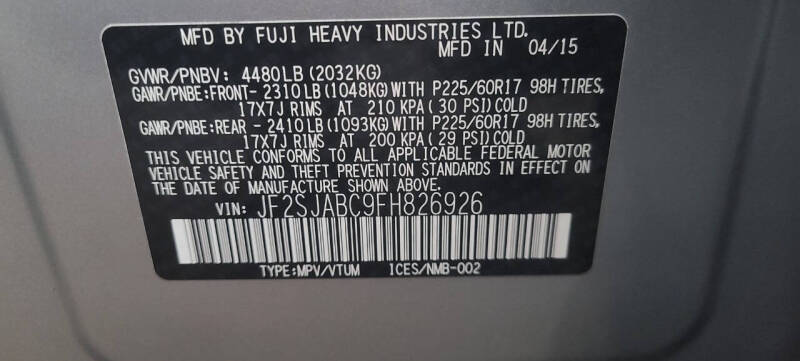 MFD BY FUJI HEAVY INDUSTRIES LTD.
MFD IN 04/15
GVWR/PNBV: 4480LB (2032KG)
GAWR/PNBE:FRONT- 2310 LB (1048KG) WITH P225/60R17 98H TIRES,
17X7J RIMS AT 210 KPA ( 30 PSI) COLD
GAWR/PNBE:REAR - 2410 LB (1093KG) WITH P225/60R17 98H TIRES,
17X7J RIMS AT 200 KPA ( 29 PSI) COLD
THIS VEHICLE CONFORMS TO ALL APPLICABLE FEDERAL MOTOR
VEHICLE SAFETY AND THEFT PREVENTION STANDARDS IN EFFECT ON
THE DATE OF MANUFACTURE SHOWN ABOVE.
VIN: JF2SJABC9FH826926
TYPE:MPV/VTUM ICES/NMB-002